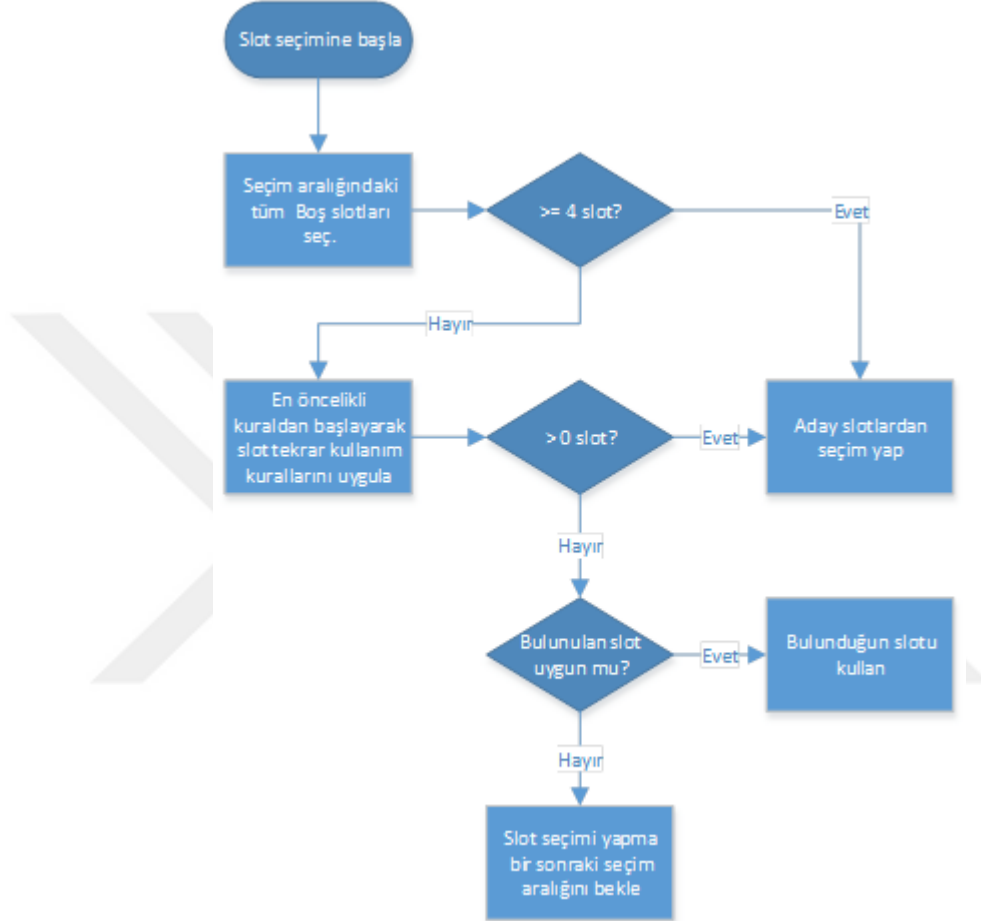 Slot seçimine başla
Seçim aralığındaki
tüm Boş slotları
seç.
>= 4 slot?
Evet
Hayır
En öncelikli
kuraldan başlayarak
slot tekrar kullanım
kurallarını uygula
> 0 slot?
Evet
Aday slotlardan
seçim yap
Hayır
Bulunulan slot
uygun mu?
Evet
Bulunduğun slotu
kullan
Hayır
Slot seçimi yapma
bir sonraki seçim
aralığını bekle